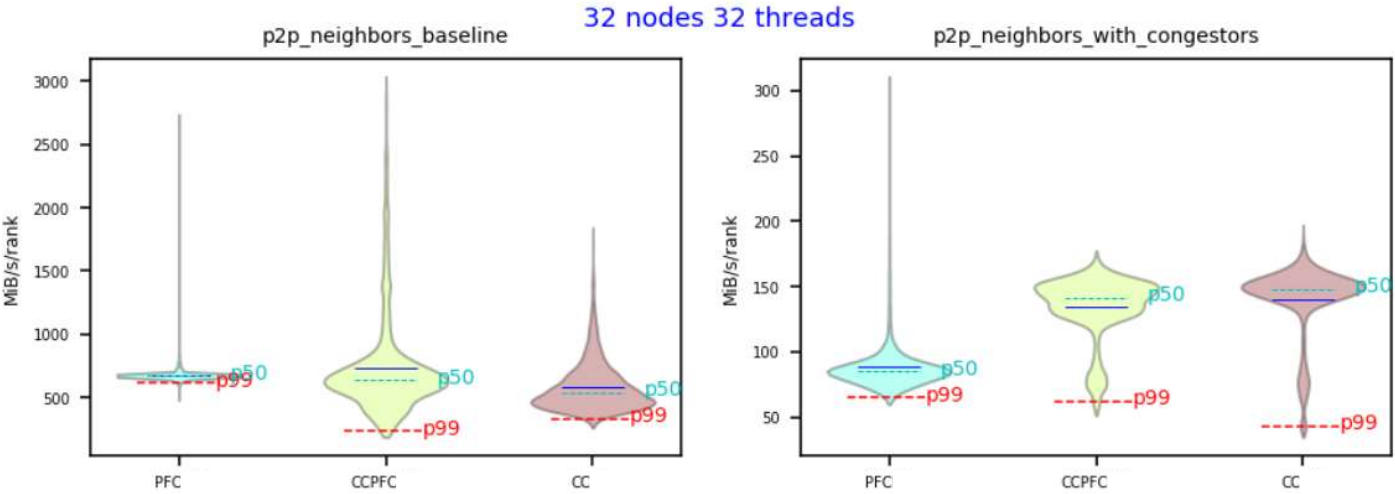 32 nodes 32 threads
p2p_neighbors_baseline
MiB/s/rank
3000
2500
2000
1500
1000
500
p50
p99
p50
p99
p50
p99
PFC
CCPFC
CC
p2p_neighbors_with_congestors
MiB/s/rank
300
250
200
150
100
50
p50
p99
p50
p99
p50
p99
PFC
CCPFC
CC